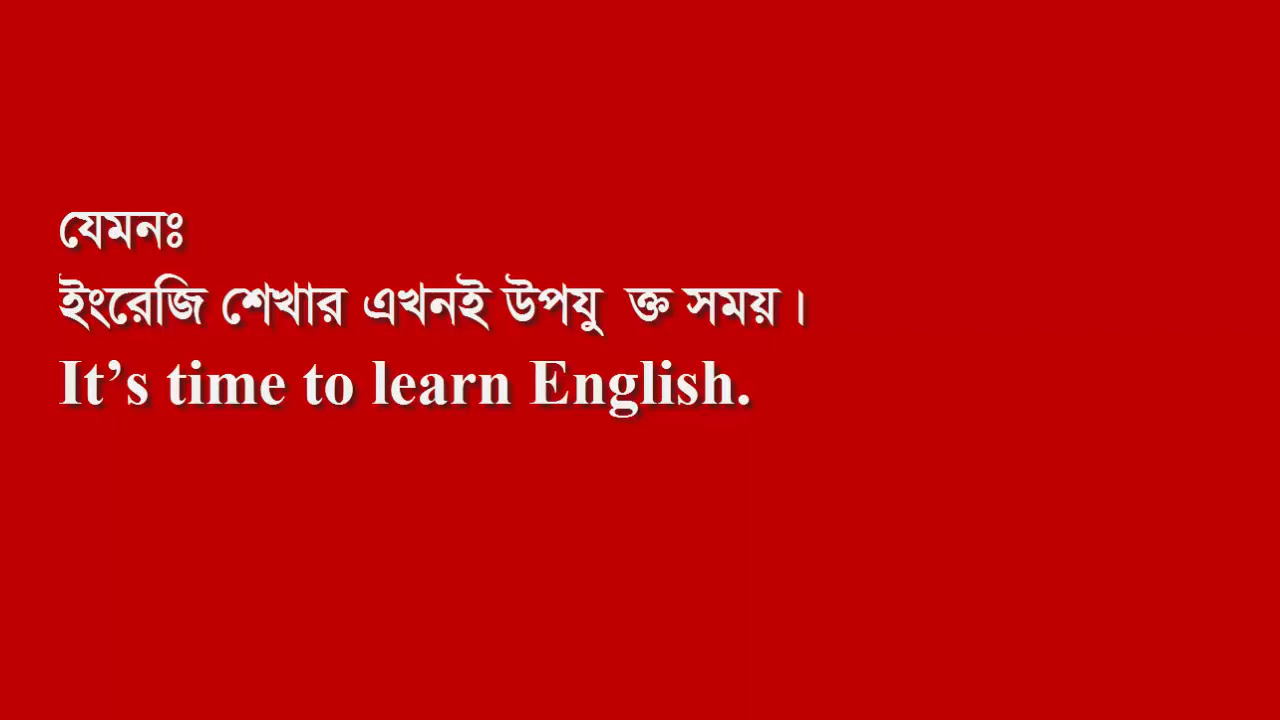 যেমনঃ
ইংরেজি শেখার এখনই উপযু ক্ত সময়।
It’s time to learn English.